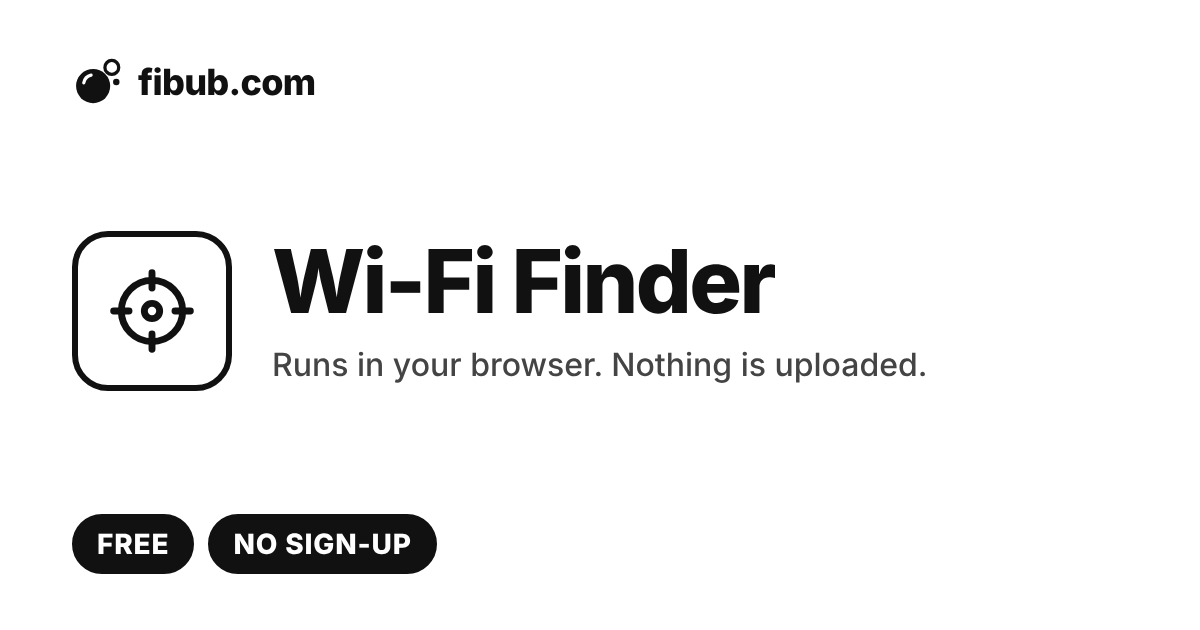 fibub.com
Wi-Fi Finder
Runs in your browser. Nothing is uploaded.
FREE
NO SIGN-UP